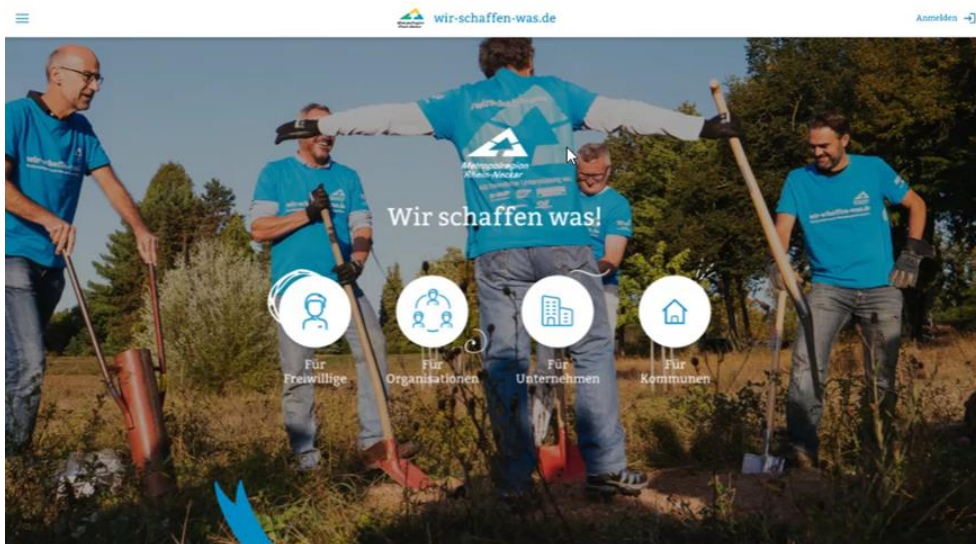 wir-schaffen-was.de
Anmelden
Metropolregion
Rhein-Neckar
Wir schaffen was!
Für
Freiwillige
Für
Organisationen
Für
Unternehmen
Für
Kommunen